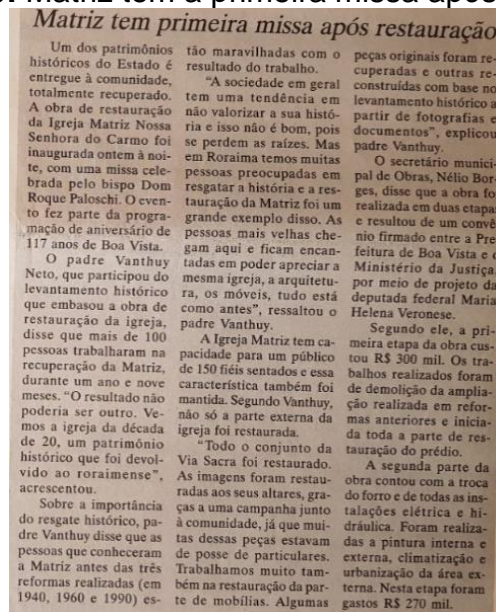 Matriz tem a primeira missa após
Matriz tem primeira missa após restauração
Um dos patrimônios
históricos do Estado é
entregue à comunidade,
totalmente recuperado.
A obra de restauração
da Igreja Matriz Nossa
Senhora do Carmo foi
inaugurada ontem à noi-
te, com uma missa cele-
brada pelo bispo Dom
Roque Paloschi. O even-
to fez parte da progra-
mação de aniversário de
117 anos de Boa Vista.
O padre Vanthuy
Neto, que participou do
levantamento histórico
que embasou a obra de
restauração da igreja,
disse que mais de 100
pessoas trabalharam na
recuperação da Matriz,
durante um ano e nove
meses. "O resultado não
poderia ser outro. Ve-
mos a igreja da década
de 20, um patrimônio
histórico que foi devol-
vido ao roraimense",
acrescentou.
Sobre a importância
do resgate histórico, pa-
dre Vanthuy disse que as
pessoas que conheceram
a Matriz antes das três
reformas realizadas (em
1940, 1960 e 1990) es-
tão maravilhadas com o
resultado do trabalho.
"A sociedade em geral
tem uma tendência em
não valorizar a sua histó-
ria e isso não é bom, pois
se perdem as raízes. Mas
em Roraima temos muitas
pessoas preocupadas em
resgatar a história e a res-
tauração da Matriz foi um
grande exemplo disso. As
pessoas mais velhas che-
gam aqui e ficam encan-
tadas em poder apreciar a
mesma igreja, a arquitetu-
ra, os móveis, tudo está
como antes", ressaltou o
padre Vanthuy.
A Igreja Matriz tem ca-
pacidade para um público
de 150 fiéis sentados e essa
característica também foi
mantida. Segundo Vanthuy,
não só a parte externa da
igreja foi restaurada.
"Todo o conjunto da
Via Sacra foi restaurado.
As imagens foram restau-
radas aos seus altares, gra-
ças a uma campanha junto
à comunidade, já que mui-
tas dessas peças estavam
de posse de particulares.
Trabalhamos muito tam-
bém na restauração da par-
te de mobílias. Algumas
peças originais foram re-
cuperadas e outras re-
construídas com base no
levantamento histórico a
partir de fotografias e
documentos", explicou
padre Vanthuy.
O secretário munici-
pal de Obras, Nélio Bor-
ges, disse que a obra fo
realizada em duas etapas
e resultou de um convê
nio firmado entre a Pre
feitura de Boa Vista e o
Ministério da Justiça,
por meio de projeto da
deputada federal Maria
Helena Veronese.
Segundo ele, a pri-
meira etapa da obra cus-
tou R$ 300 mil. Os tra-
balhos realizados foram
de demolição da amplia-
ção realizada em refor-
mas anteriores e inicia-
da toda a parte de res-
tauração do prédio.
A segunda parte da
obra contou com a troca
do forro e de todas as ins-
talações elétrica e hi-
dráulica. Foram realiza-
das a pintura interna e
externa, climatização e
urbanização da área ex-
terna. Nesta etapa foram
gastos R$ 270 mil.